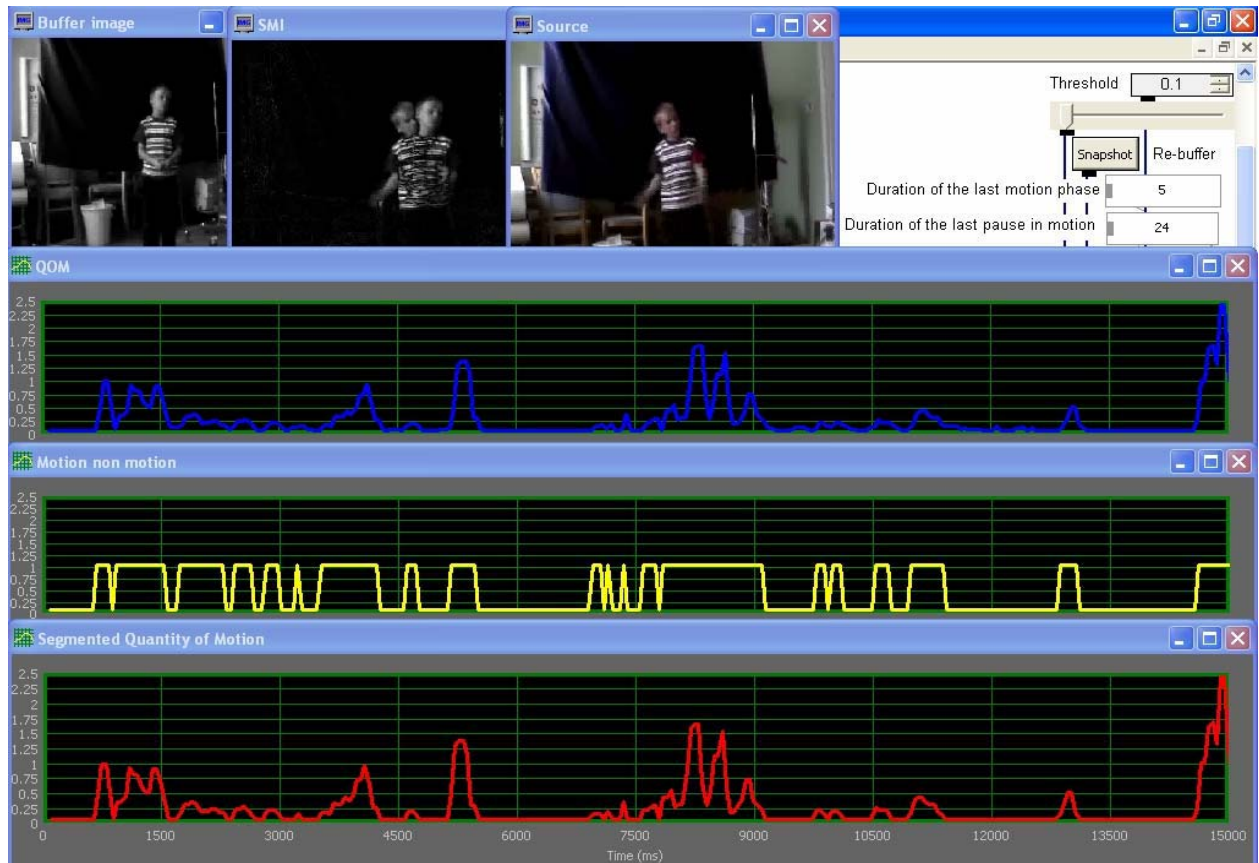 Buffer image
SMI
Source
Threshold 0.1
Snapshot Re-buffer
Duration of the last motion phase 5
Duration of the last pause in motion 24
QOM
2.5
2.25
2
1.75
1.5
1.25
1
0.75
0.5
0.25
0
Motion non motion
2.5
2.25
2
1.75
1.5
1.25
1
0.75
0.5
0.25
0
Segmented Quantity of Motion
2.5
2.25
2
1.75
1.5
1.25
1
0.75
0.5
0.25
0
0 1500 3000 4500 6000 7500 9000 10500 12000 13500 15000
Time (ms)